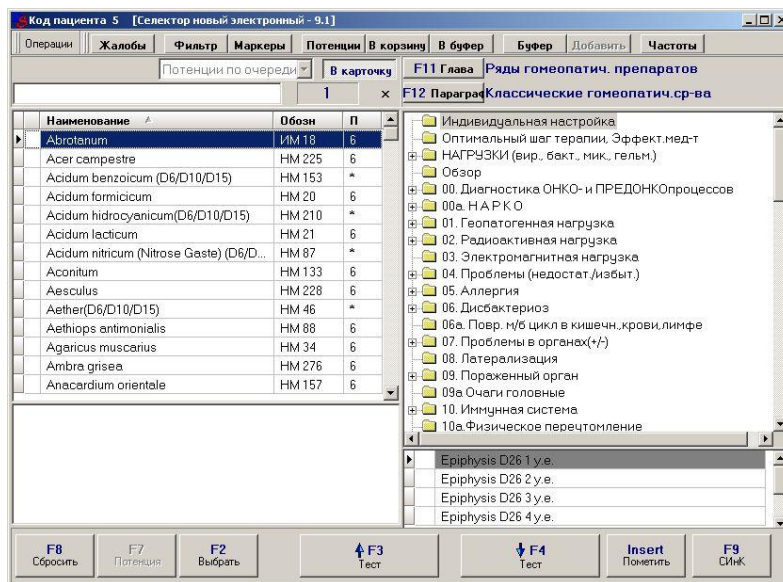 Код пациента 5 [Селектор новый электронный - 9.1]
Операции Жалобы Фильтр Маркеры Потенции В корзину В буфер Буфер Добавить Частоты
Потенции по очереди В карточку F11 Глава Ряды гомеопатич. препаратов
1 × F12 Параграф Классические гомеопатич.ср-ва
Наименование Обозн П
Abrotanum ИМ 18 6
Acer campestre НМ 225 6
Acidum benzoicum (D6/D10/D15) НМ 153 *
Acidum formicicum НМ 20 6
Acidum hidrocyanicum(D6/D10/D15) НМ 210 *
Acidum lacticum НМ 21 6
Acidum nitricum (Nitrose Gaste) (D6/D... НМ 87 *
Aconitum НМ 133 6
Aesculus НМ 228 6
Aether(D6/D10/D15) НМ 46 *
Aethiops antimonialis НМ 88 6
Agaricus muscarius НМ 34 6
Ambra grisea НМ 276 6
Anacardium orientale НМ 157 6
Индивидуальная настройка
Оптимальный шаг терапии, Эффект.мед-т
НАГРУЗКИ (вир., бакт., мик., гельм.)
Обзор
00. Диагностика ОНКО- и ПРЕДОНКОпроцессов
00а. Н А Р К О
01. Геопатогенная нагрузка
02. Радиоактивная нагрузка
03. Электромагнитная нагрузка
04. Проблемы (недостат./избыт.)
05. Аллергия
06. Дисбактериоз
06а. Повр. м/б цикл в кишечн.,крови,лимфе
07. Проблемы в органах(+/-)
08. Латерализация
09. Пораженный орган
09а Очаги головные
10. Иммунная система
10а.Физическое переутомление
Epiphysis D26 1 у.е.
Epiphysis D26 2 у.е.
Epiphysis D26 3 у.е.
Epiphysis D26 4 у.е.
F8 F7 F2 F3 F4 Insert F9
Сбросить Потенция Выбрать Тест Тест Пометить СИнК